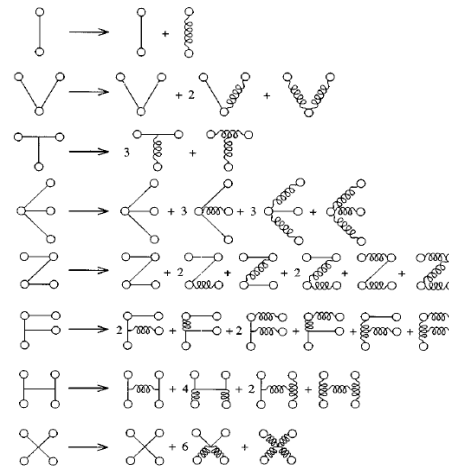 +
+ 2 +
3 +
+ 3 + 3 +
+ 2 + + 2 + +
2 + + 2 + + +
+ 4 + 2 +
+ 6 +